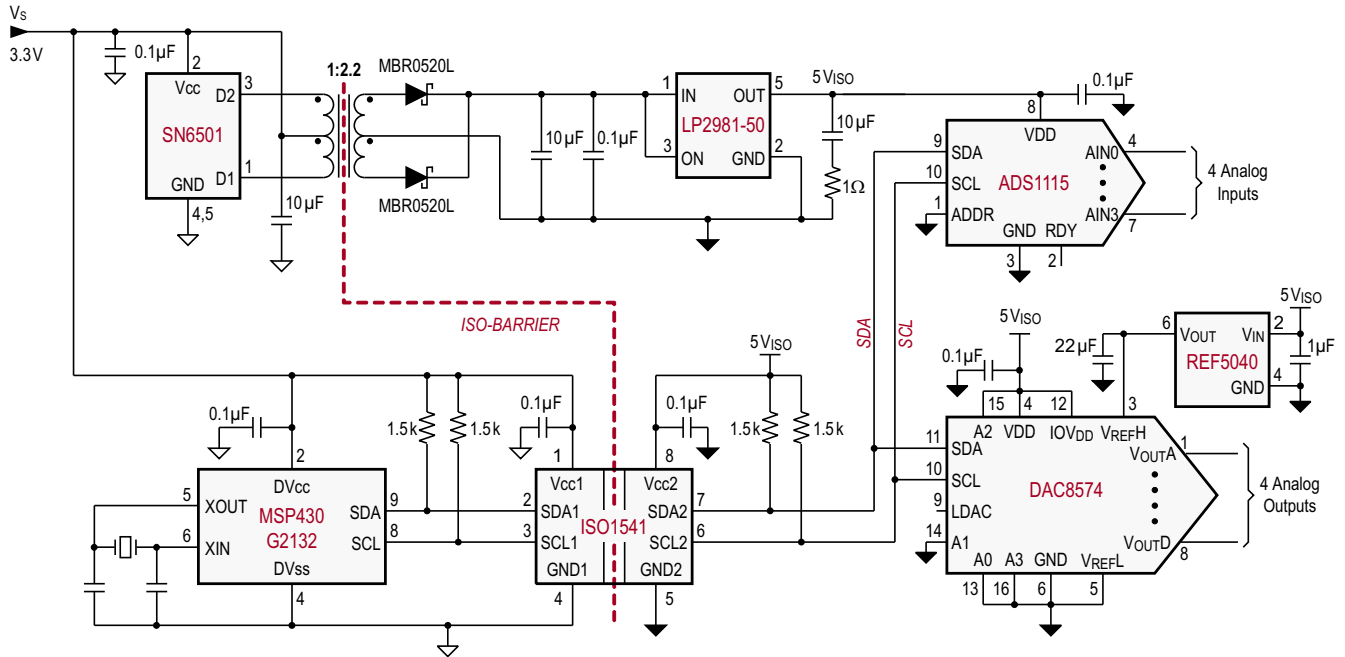 VS
3.3V
0.1µF
2
Vcc
3
D2
SN6501
1
D1
GND
4,5
10µF
1:2.2
MBR0520L
MBR0520L
10µF
0.1µF
1
IN
OUT
5
LP2981-50
3
ON
GND
2
5VISO
10µF
1Ω
0.1µF
8
VDD
9
SDA
AIN0
4
10
SCL
ADS1115
1
ADDR
AIN3
7
GND
RDY
3
2
4 Analog
Inputs
ISO-BARRIER
SDA
SCL
5VISO
0.1µF
22µF
6
VOUT
VIN
2
REF5040
GND
4
5VISO
1µF
15
4
12
3
A2
VDD
IOVDD
VREFH
11
SDA
VOUTA
1
10
SCL
DAC8574
9
LDAC
14
A1
VOUTD
8
A0
A3
GND
VREFL
13
16
6
5
4 Analog
Outputs
0.1µF
1.5k
1.5k
0.1µF
5VISO
0.1µF
1.5k
1.5k
2
DVcc
5
XOUT
MSP430
G2132
SDA
9
6
XIN
SCL
8
DVss
4
1
8
Vcc1
Vcc2
2
SDA1
SDA2
7
ISO1541
3
SCL1
SCL2
6
GND1
GND2
4
5